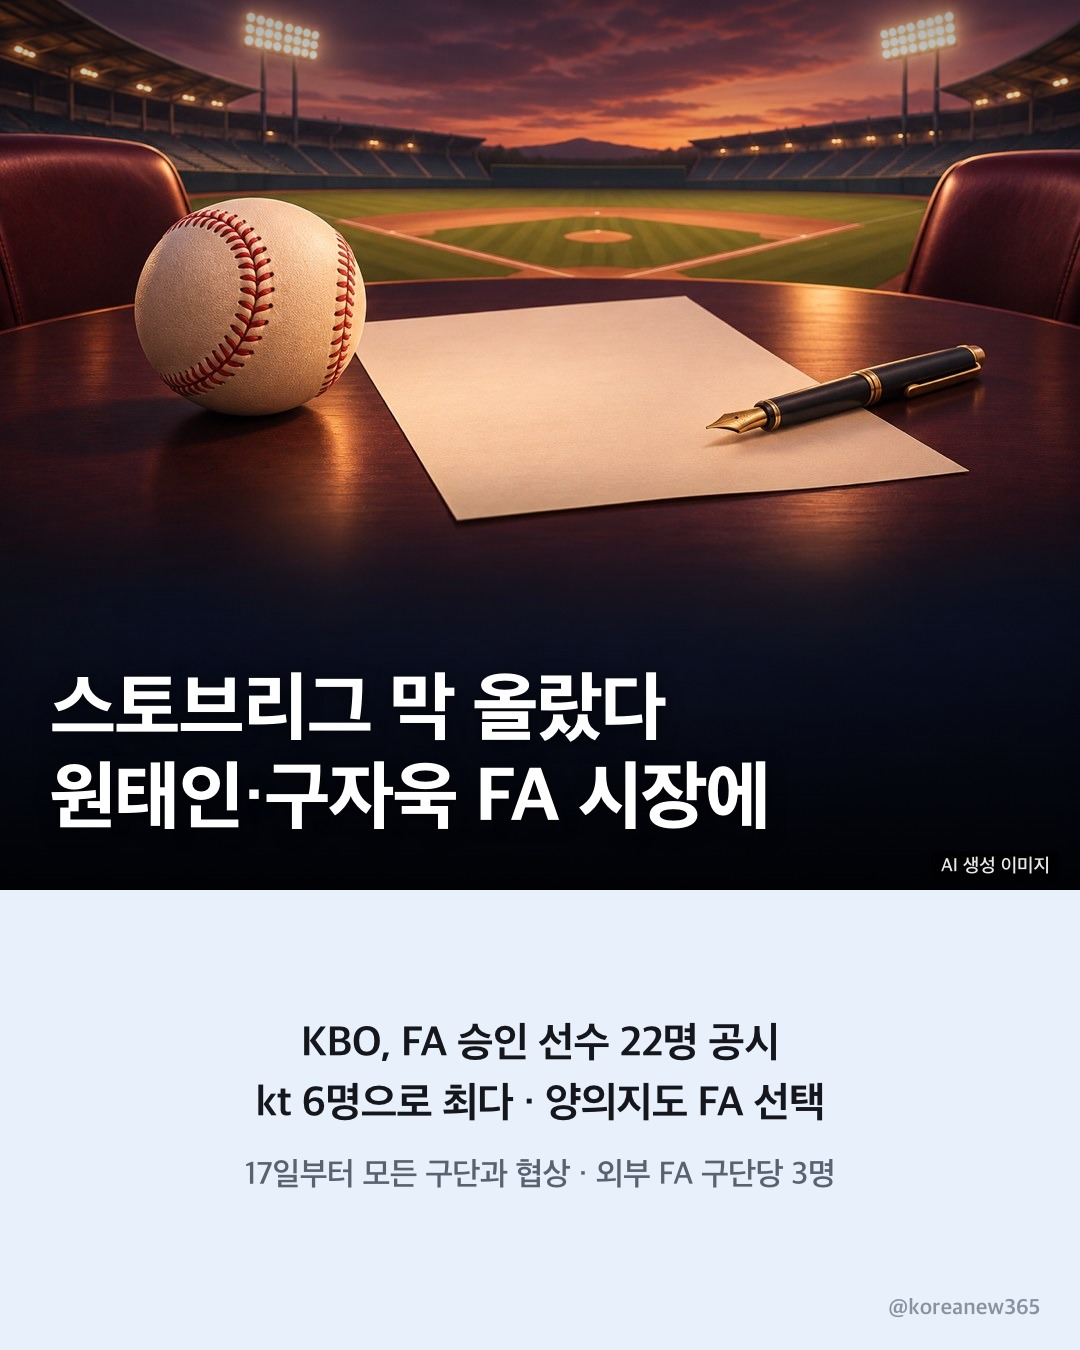 스토브리그 막 올랐다
원태인·구자욱 FA 시장에
AI 생성 이미지
KBO, FA 승인 선수 22명 공시
kt 6명으로 최다 · 양의지도 FA 선택
17일부터 모든 구단과 협상 · 외부 FA 구단당 3명
@koreanew365